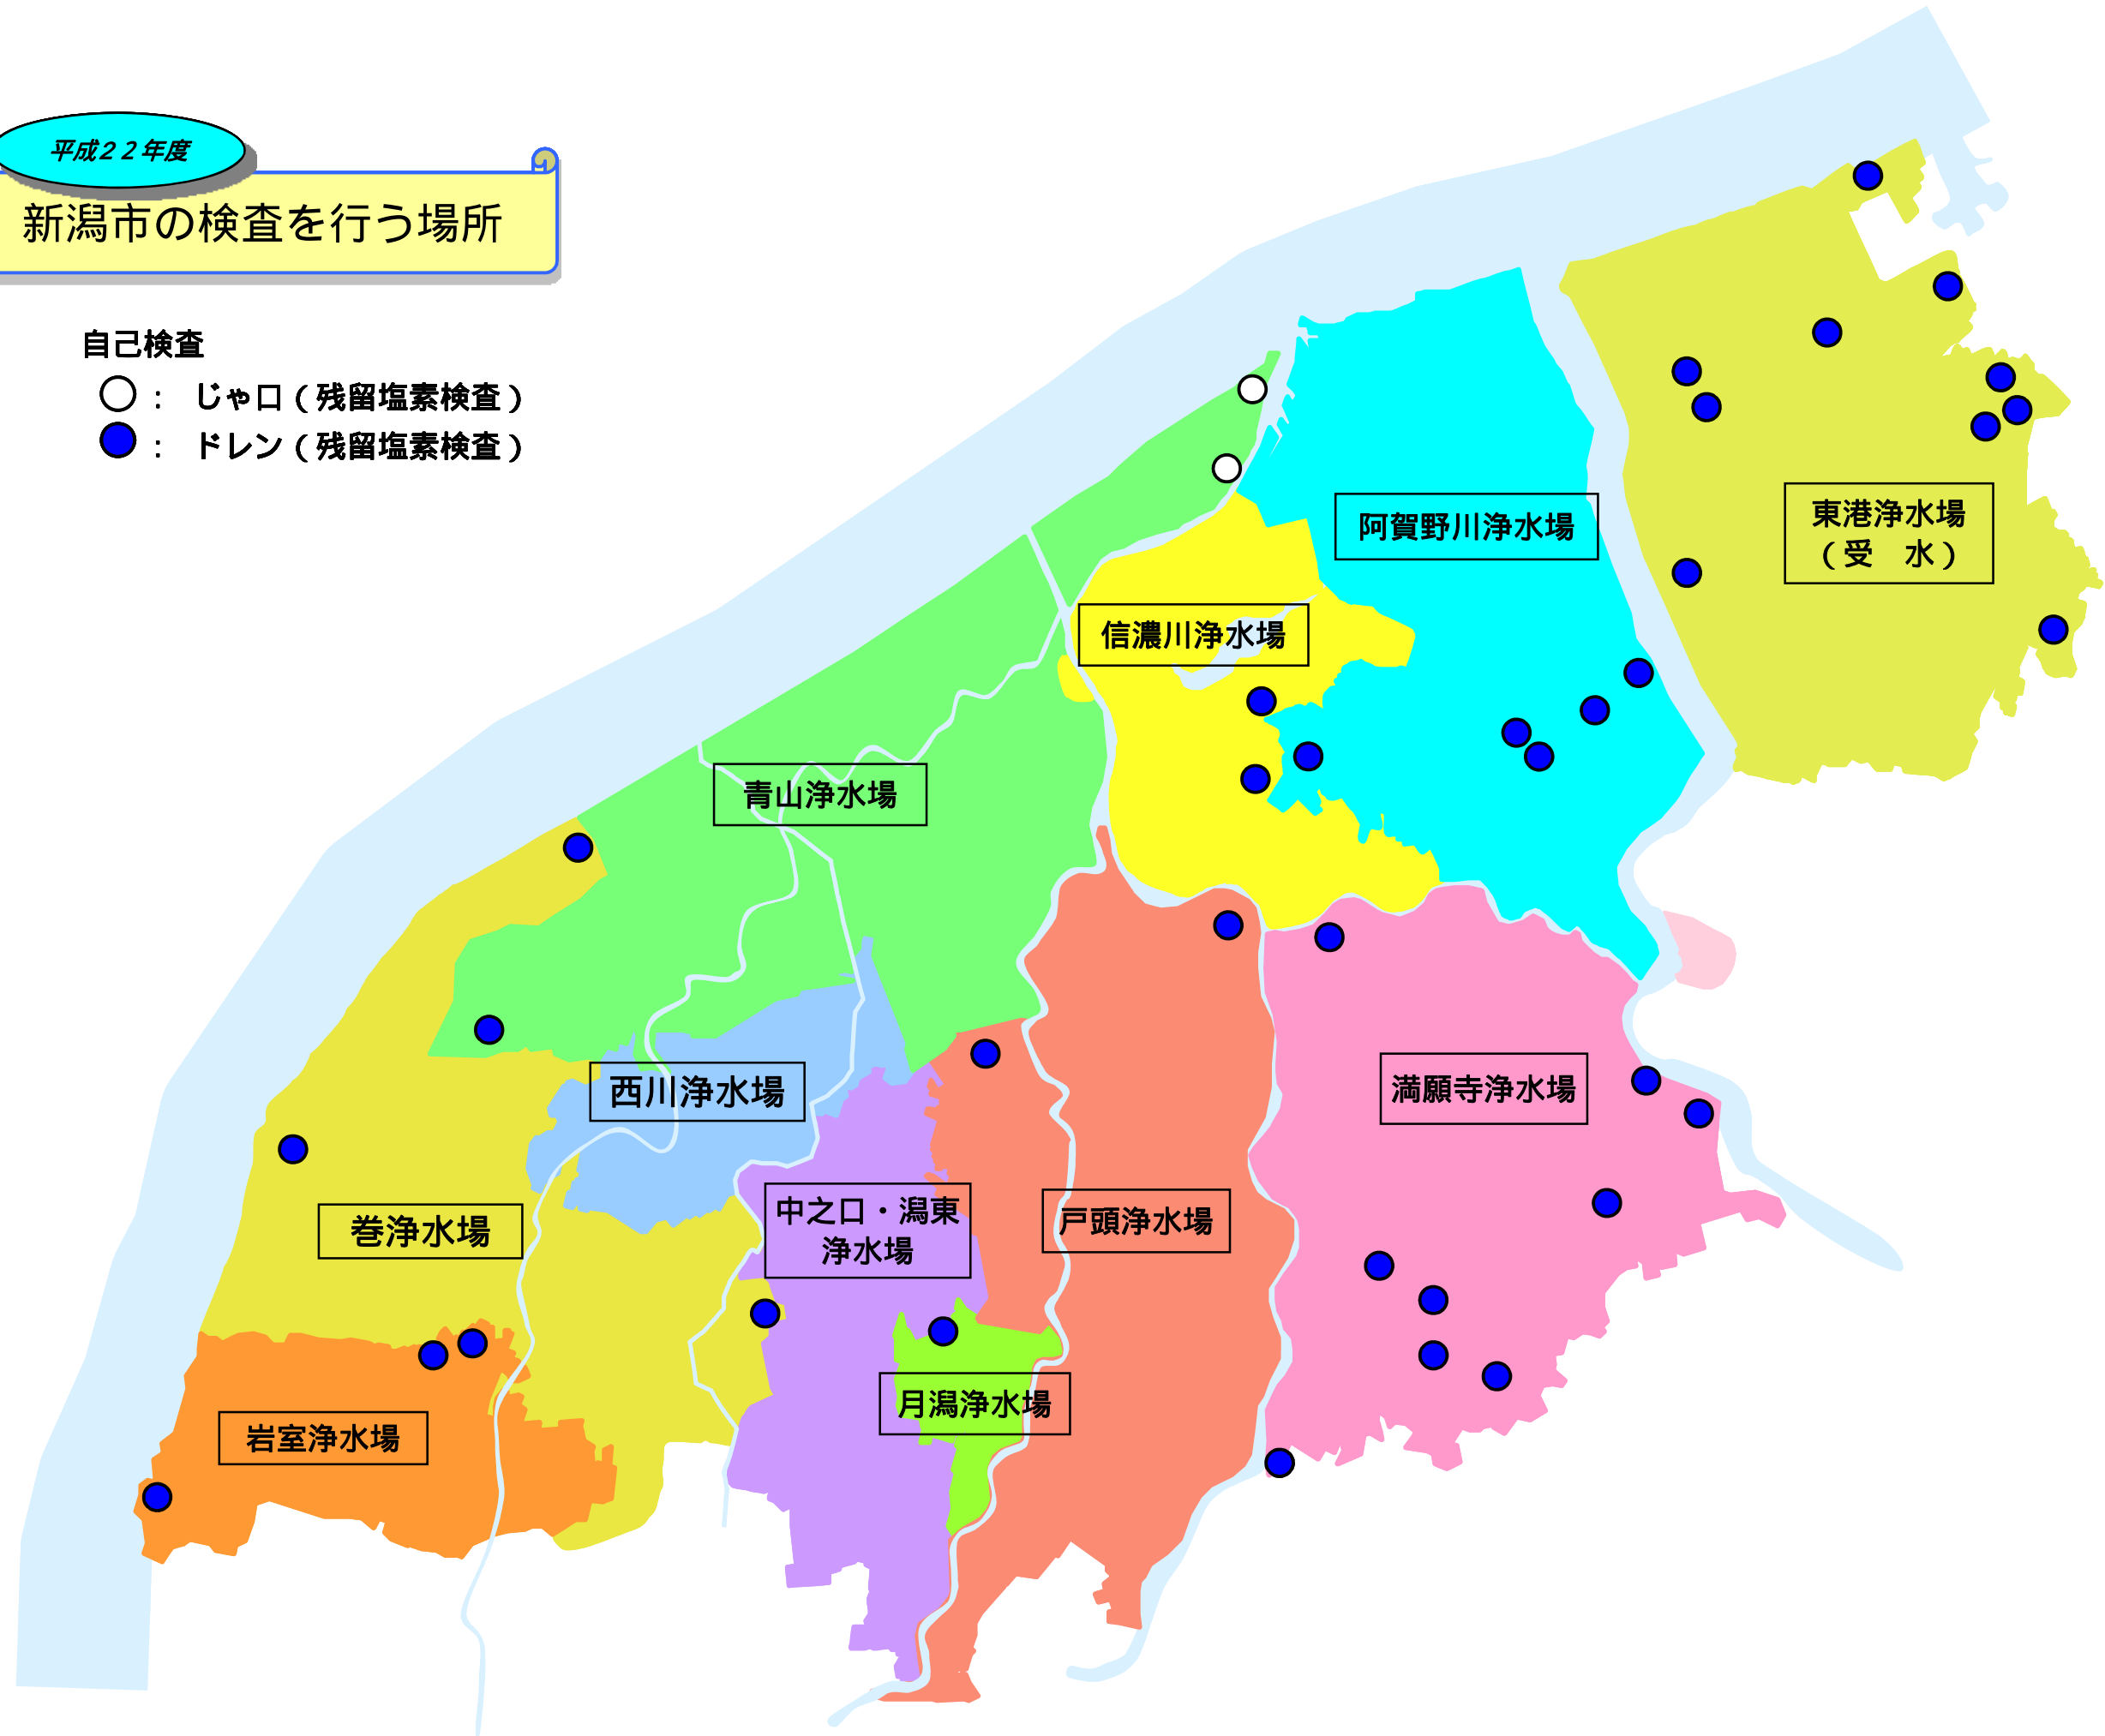 平成２２年度
新潟市の検査を行う場所
自己検査
： じゃ口（残留塩素検査）
： ドレン（残留塩素検査）
東港浄水場
（受 水）
阿賀野川浄水場
信濃川浄水場
青山浄水場
西川浄水場
満願寺浄水場
中之口・潟東
浄水場
戸頭浄水場
巻浄水場
月潟浄水場
岩室浄水場